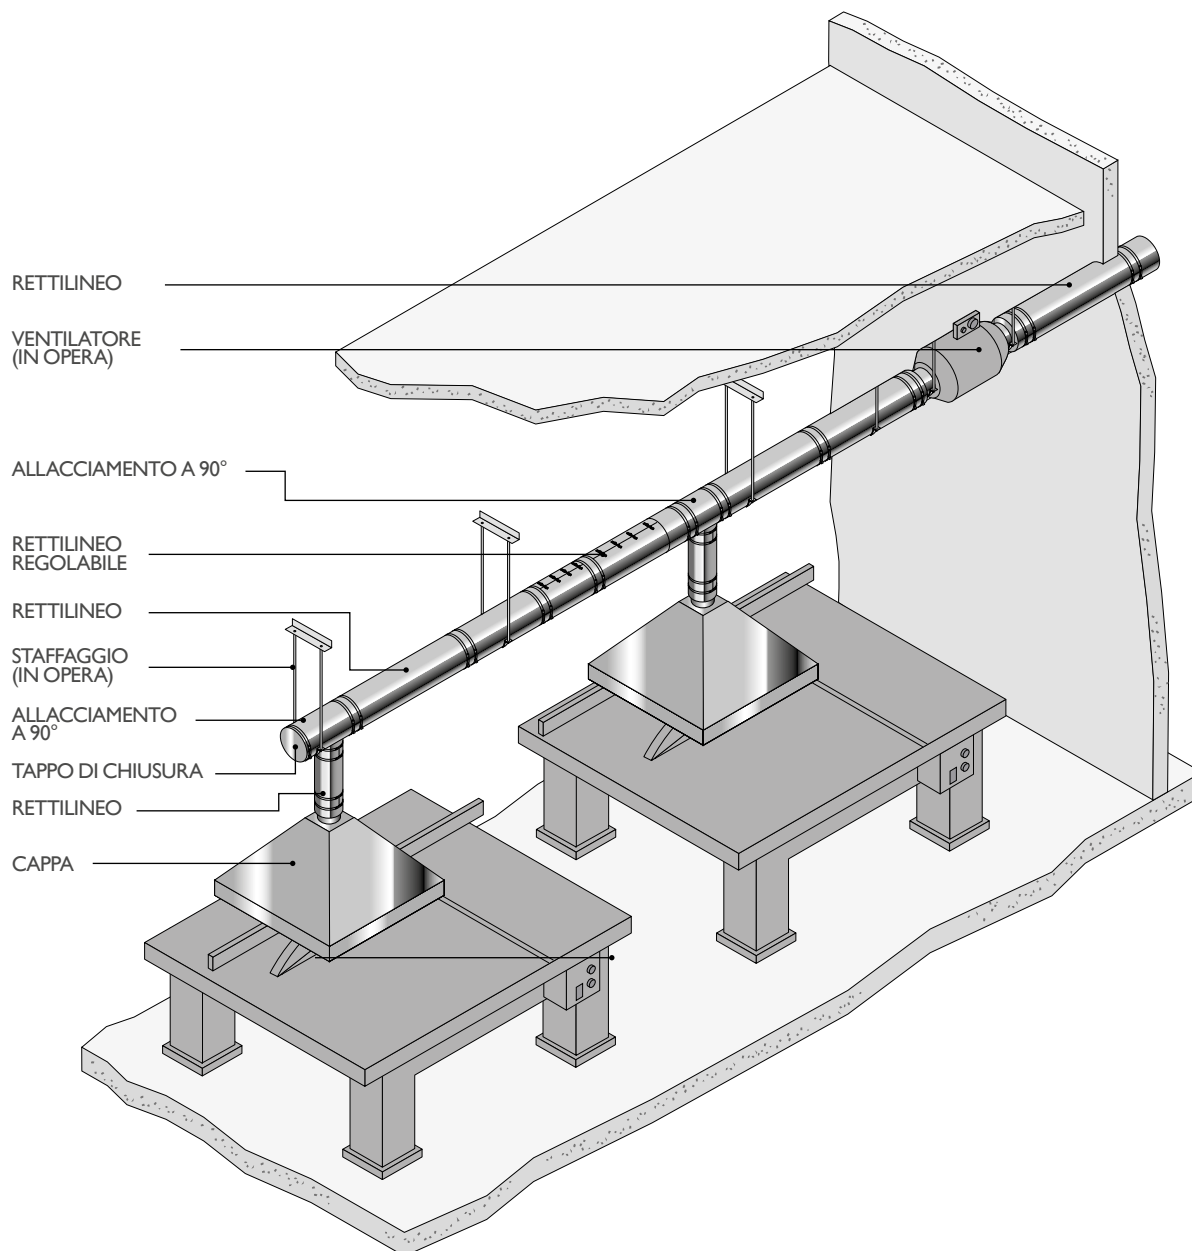 RETTILINEO
VENTILATORE
(IN OPERA)
ALLACCIAMENTO A 90°
RETTILINEO
REGOLABILE
RETTILINEO
STAFFAGGIO
(IN OPERA)
ALLACCIAMENTO
A 90°
TAPPO DI CHIUSURA
RETTILINEO
CAPPA